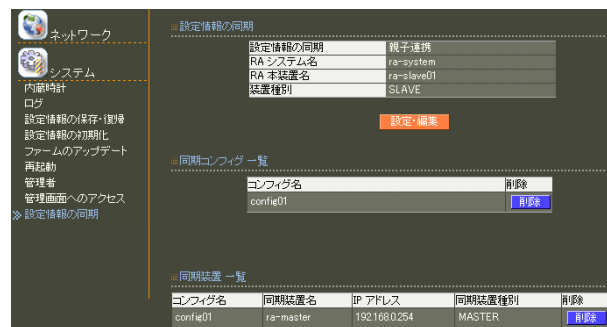 ネットワーク
システム
内蔵時計
ログ
設定情報の保存・復帰
設定情報の初期化
ファームのアップデート
再起動
管理者
管理画面へのアクセス
設定情報の同期
設定情報の同期
設定情報の同期 親子連携
RA システム名 ra-system
RA 本装置名 ra-slave01
装置種別 SLAVE
設定・編集
同期コンフィグ 一覧
コンフィグ名 削除
config01 削除
同期装置 一覧
コンフィグ名 同期装置名 IP アドレス 同期装置種別 削除
config01 ra-master 192.168.0.254 MASTER 削除